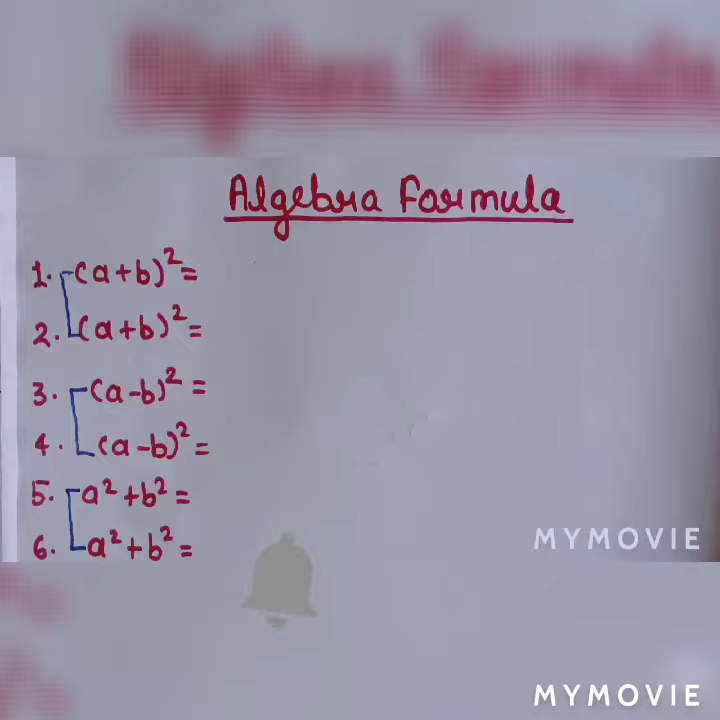 Algebra Formula
1. (a+b)² =
2. (a+b)² =
3. (a-b)² =
4. (a-b)² =
5. a² + b² =
6. a² + b² =
MYMOVIE
MYMOVIE